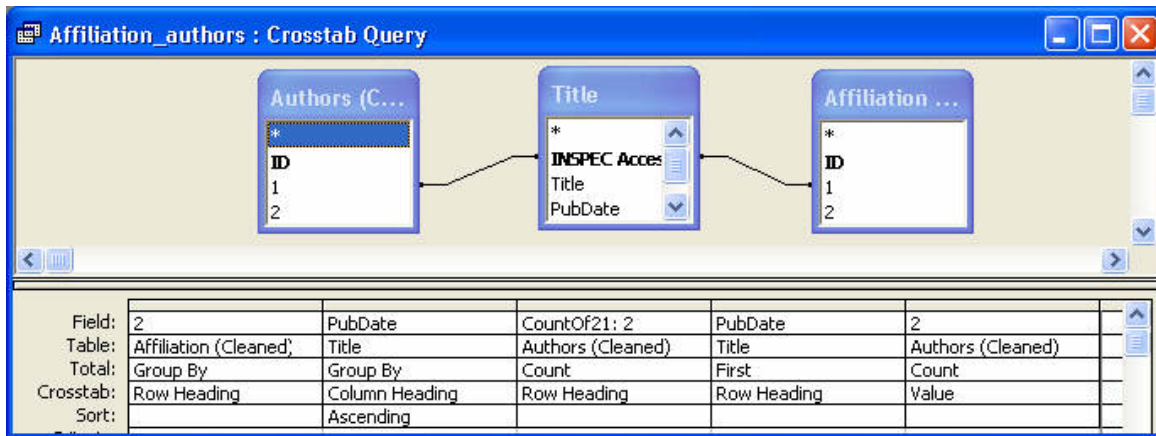 Affiliation_authors : Crosstab Query
Authors (C...
*
ID
1
2
Title
*
INSPEC Acces
Title
PubDate
Affiliation ...
*
ID
1
2
Field: 2 PubDate CountOf21: 2 PubDate 2
Table: Affiliation (Cleaned) Title Authors (Cleaned) Title Authors (Cleaned)
Total: Group By Group By Count First Count
Crosstab: Row Heading Column Heading Row Heading Row Heading Value
Sort: Ascending